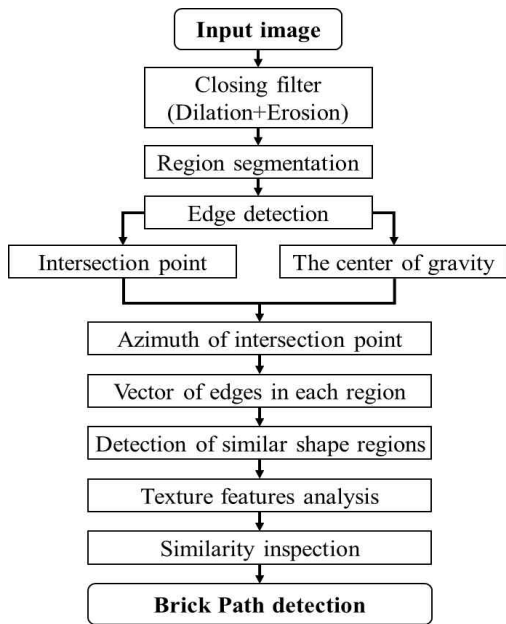 Input image
Closing filter
(Dilation+Erosion)
Region segmentation
Edge detection
Intersection point
The center of gravity
Azimuth of intersection point
Vector of edges in each region
Detection of similar shape regions
Texture features analysis
Similarity inspection
Brick Path detection